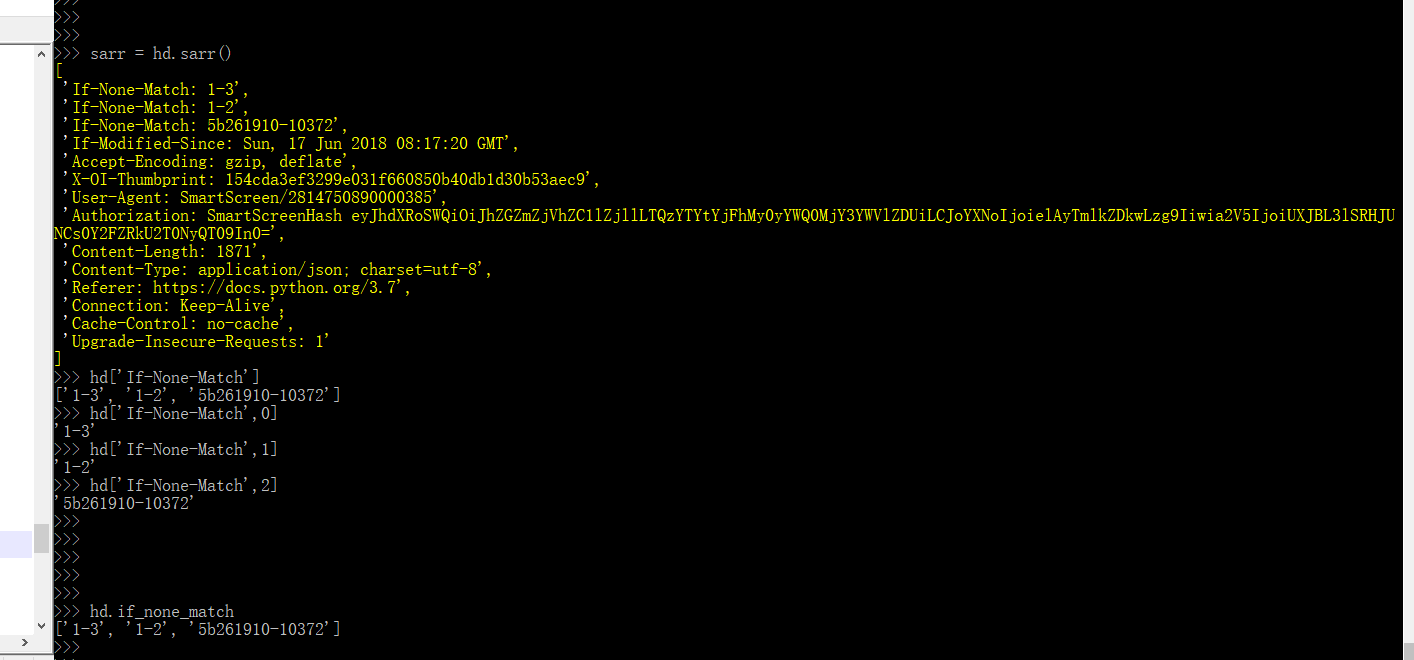 >>>
>>>
>>>
>>> sarr = hd.sarr()
[
 'If-None-Match: 1-3',
 'If-None-Match: 1-2',
 'If-None-Match: 5b261910-10372',
 'If-Modified-Since: Sun, 17 Jun 2018 08:17:20 GMT',
 'Accept-Encoding: gzip, deflate',
 'X-OI-Thumbprint: 154cda3ef3299e031f660850b40db1d30b53aec9',
 'User-Agent: SmartScreen/2814750890000385',
 'Authorization: SmartScreenHash eyJhdXRoSWQiOiJhZGZmZjVhZC1lZjllLTQzYTYtYjFhMy0yYWQ0MjY3YWVlZDUiLCJoYXNoIjoielAyTmlkZDkwLzg9Iiwia2V5IjoiUXJBL3lSRHJU
NCs0Y2FZRkU2T0NyQT09In0=',
 'Content-Length: 1871',
 'Content-Type: application/json; charset=utf-8',
 'Referer: https://docs.python.org/3.7',
 'Connection: Keep-Alive',
 'Cache-Control: no-cache',
 'Upgrade-Insecure-Requests: 1'
]
>>> hd['If-None-Match']
['1-3', '1-2', '5b261910-10372']
>>> hd['If-None-Match',0]
'1-3'
>>> hd['If-None-Match',1]
'1-2'
>>> hd['If-None-Match',2]
'5b261910-10372'
>>>
>>>
>>>
>>>
>>>
>>> hd.if_none_match
['1-3', '1-2', '5b261910-10372']
>>>